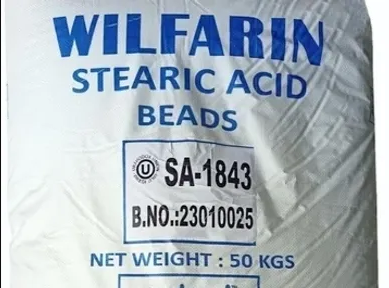 WILFARIN
STEARIC ACID
BEADS
U SA-1843
B.NO.:23010025
NET WEIGHT : 50 KGS